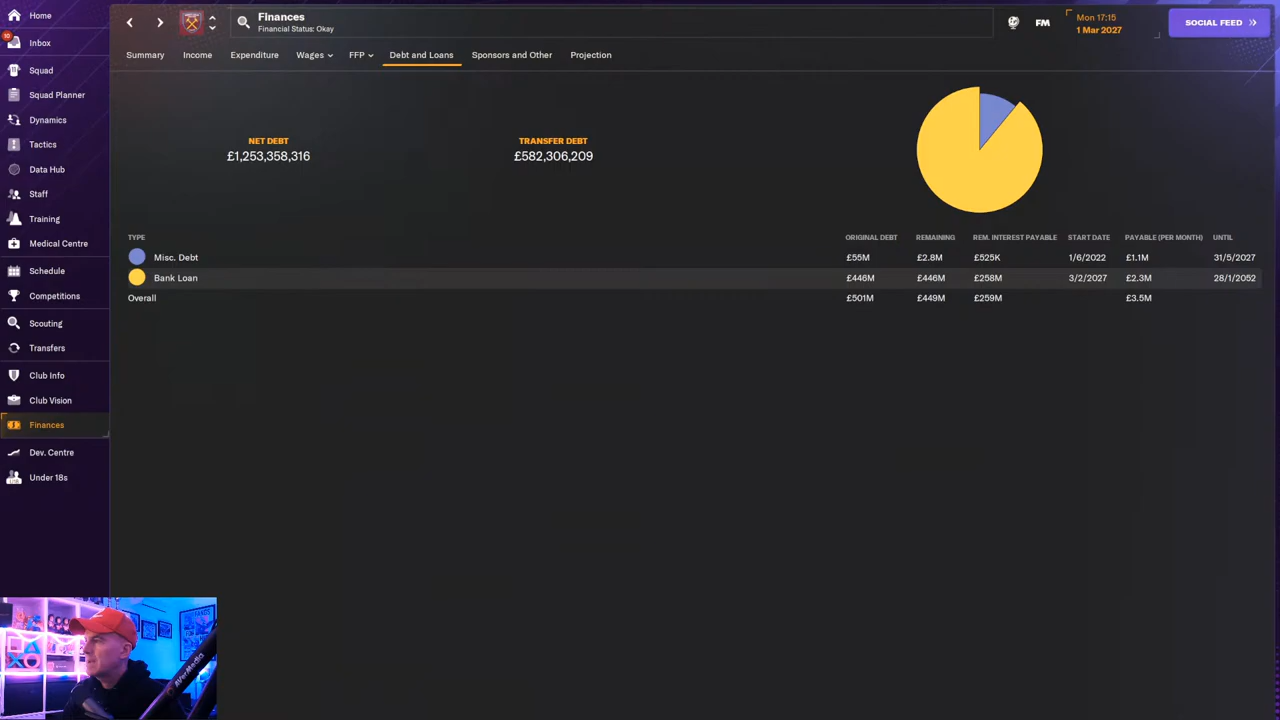 Home
10
Inbox
Squad
Squad Planner
Dynamics
Tactics
Data Hub
Staff
Training
Medical Centre
Schedule
Competitions
Scouting
Transfers
Club Info
Club Vision
Finances
Dev. Centre
Under 18s
Finances
Financial Status: Okay
FM
Mon 17:15
1 Mar 2027
SOCIAL FEED
Summary Income Expenditure Wages FFP Debt and Loans Sponsors and Other Projection
NET DEBT
£1,253,358,316
TRANSFER DEBT
£582,306,209
TYPE ORIGINAL DEBT REMAINING REM. INTEREST PAYABLE START DATE PAYABLE (PER MONTH) UNTIL
Misc. Debt £55M £2.8M £525K 1/6/2022 £1.1M 31/5/2027
Bank Loan £446M £446M £258M 3/2/2027 £2.3M 28/1/2052
Overall £501M £449M £259M £3.5M
AVerMedia